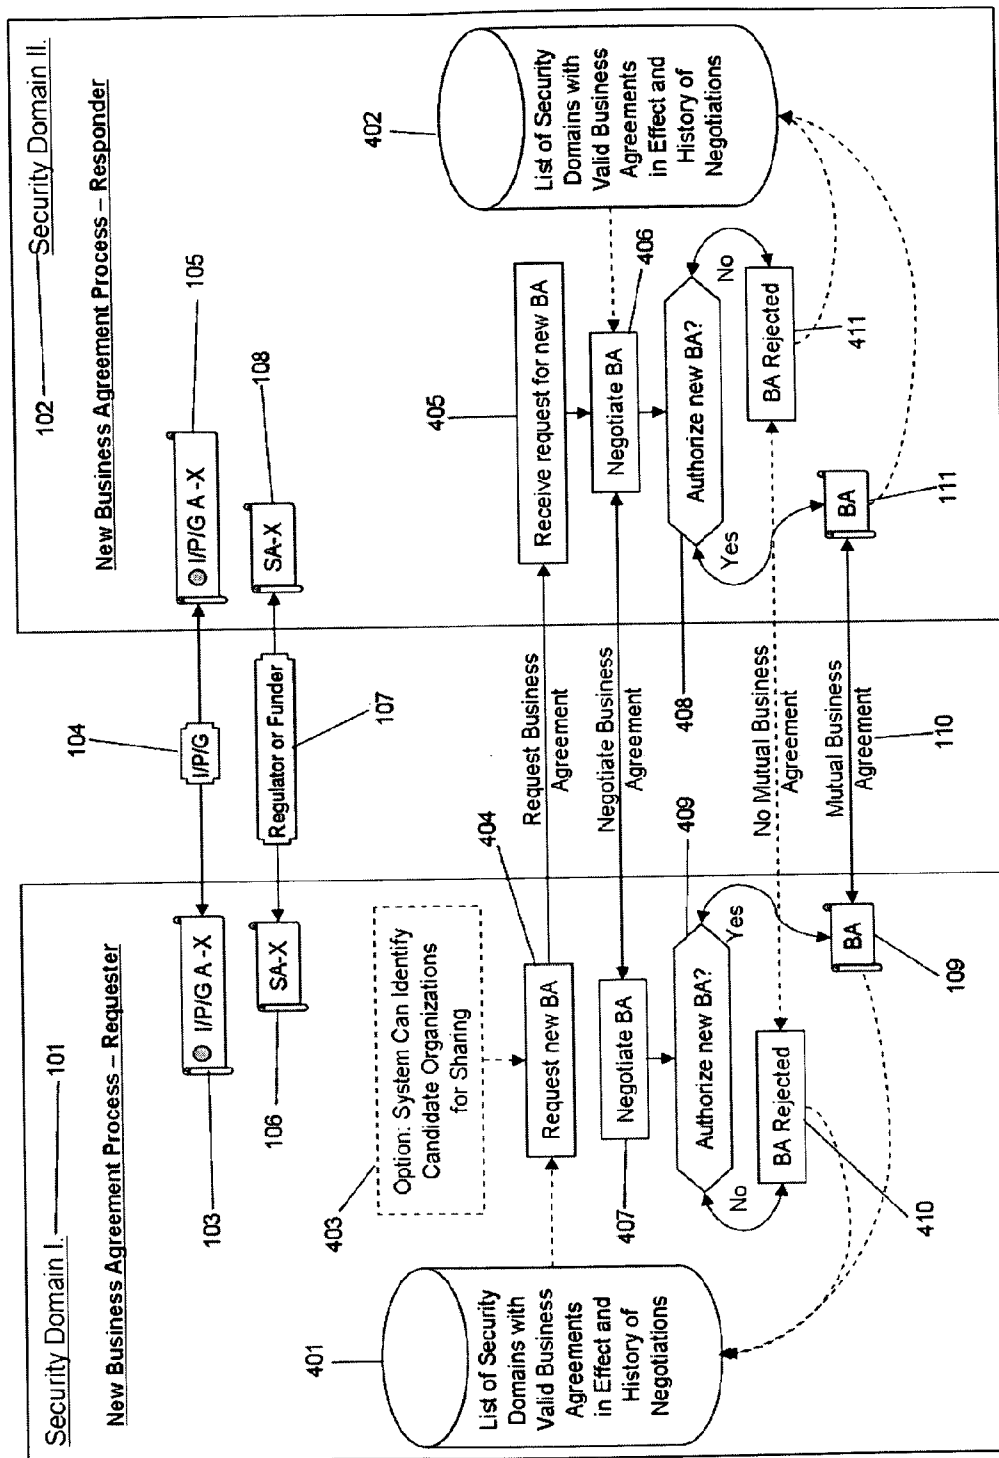 Security Domain I. 101
New Business Agreement Process – Requester
103
I/P/G A -X
106
SA-X
104
I/P/G
Regulator or Funder
107
102 Security Domain II.
New Business Agreement Process – Responder
I/P/G A -X
105
SA-X
108
401
List of Security
Domains with
Valid Business
Agreements
in Effect and
History of
Negotiations
403
Option: System Can Identify
Candidate Organizations
for Sharing
404
Request new BA
407
Negotiate BA
Authorize new BA?
409
No
Yes
BA Rejected
410
BA
109
Request Business
Agreement
Negotiate Business
Agreement
408
No Mutual Business
Agreement
Mutual Business
Agreement
110
405
Receive request for new BA
Negotiate BA
406
Authorize new BA?
Yes
No
BA Rejected
411
BA
111
402
List of Security
Domains with
Valid Business
Agreements
in Effect and
History of
Negotiations